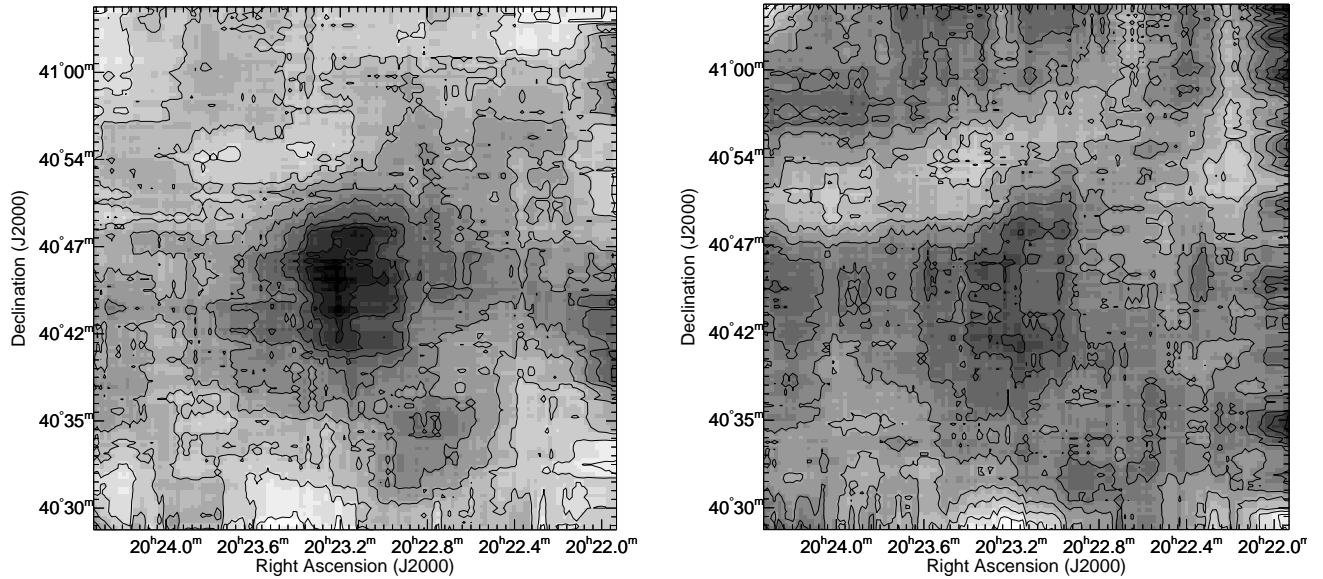 41°00ᵐ
40°54ᵐ
40°47ᵐ
40°42ᵐ
40°35ᵐ
40°30ᵐ
Declination (J2000)
20ʰ24.0ᵐ 20ʰ23.6ᵐ 20ʰ23.2ᵐ 20ʰ22.8ᵐ 20ʰ22.4ᵐ 20ʰ22.0ᵐ
Right Ascension (J2000)
41°00ᵐ
40°54ᵐ
40°47ᵐ
40°42ᵐ
40°35ᵐ
40°30ᵐ
Declination (J2000)
20ʰ24.0ᵐ 20ʰ23.6ᵐ 20ʰ23.2ᵐ 20ʰ22.8ᵐ 20ʰ22.4ᵐ 20ʰ22.0ᵐ
Right Ascension (J2000)